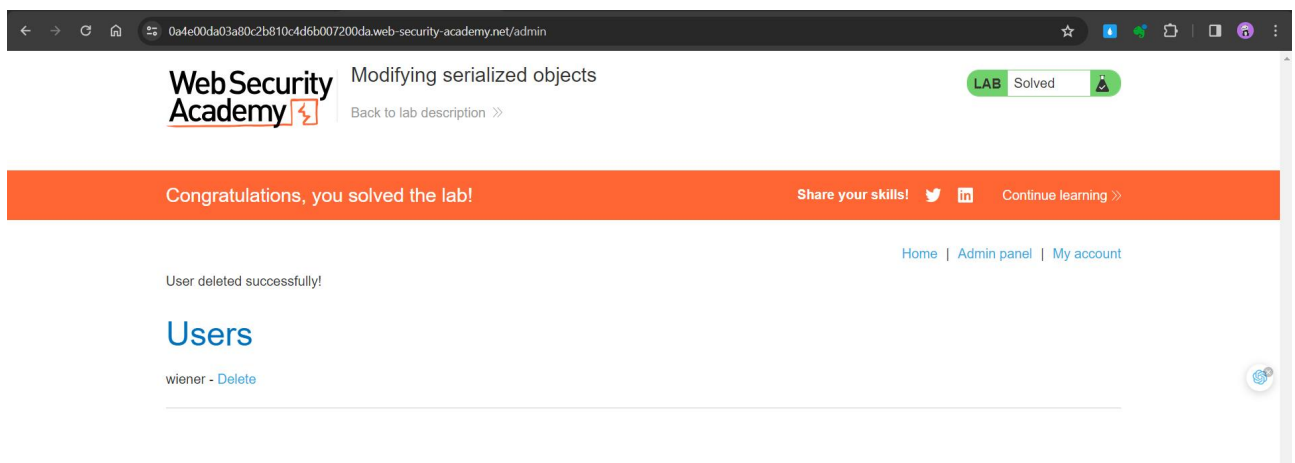 0a4e00da03a80c2b810c4d6b007200da.web-security-academy.net/admin
Web Security
Academy
Modifying serialized objects
Back to lab description
LAB Solved
Congratulations, you solved the lab!
Share your skills!
in
Continue learning
Home | Admin panel | My account
User deleted successfully!
Users
wiener - Delete